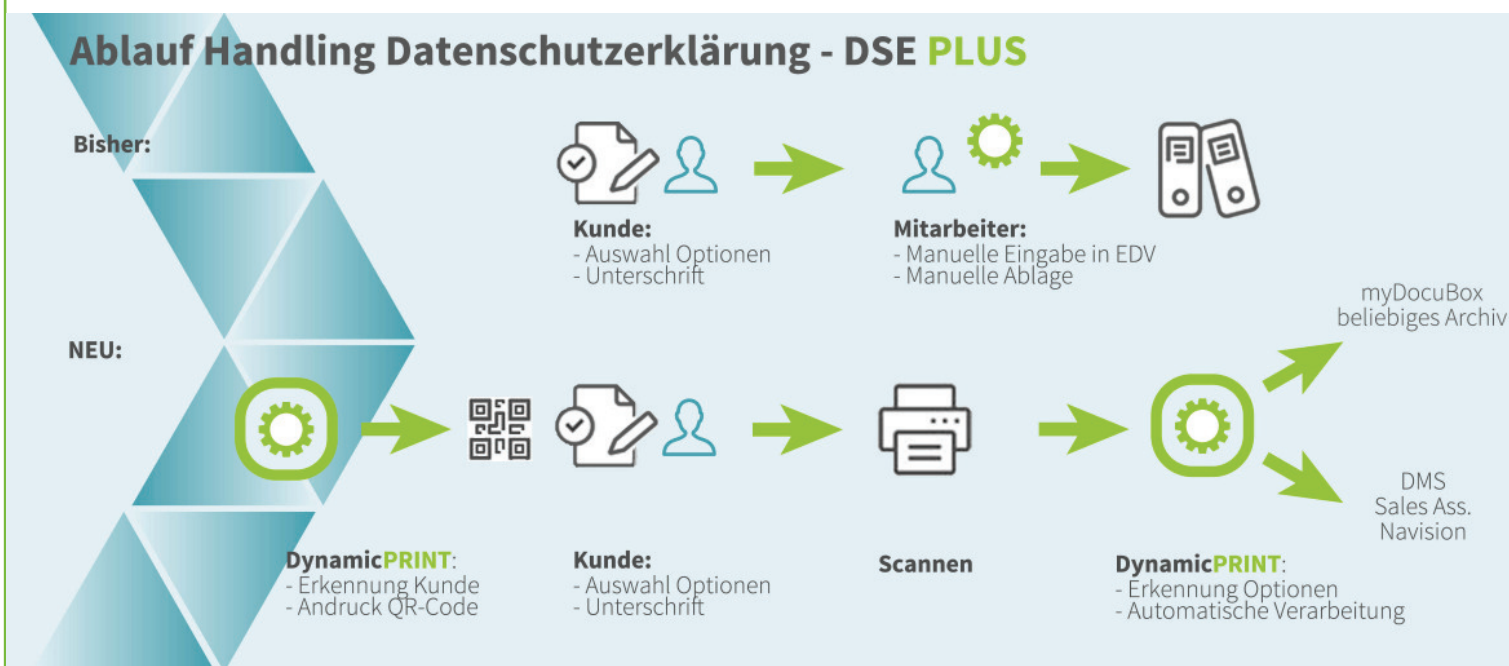 Ablauf Handling Datenschutzerklärung - DSE PLUS
Bisher:
Kunde:
- Auswahl Optionen
- Unterschrift
Mitarbeiter:
- Manuelle Eingabe in EDV
- Manuelle Ablage
NEU:
myDocuBox
beliebiges Archiv
DMS
Sales Ass.
Navision
DynamicPRINT:
- Erkennung Kunde
- Andruck QR-Code
Kunde:
- Auswahl Optionen
- Unterschrift
Scannen
DynamicPRINT:
- Erkennung Optionen
- Automatische Verarbeitung